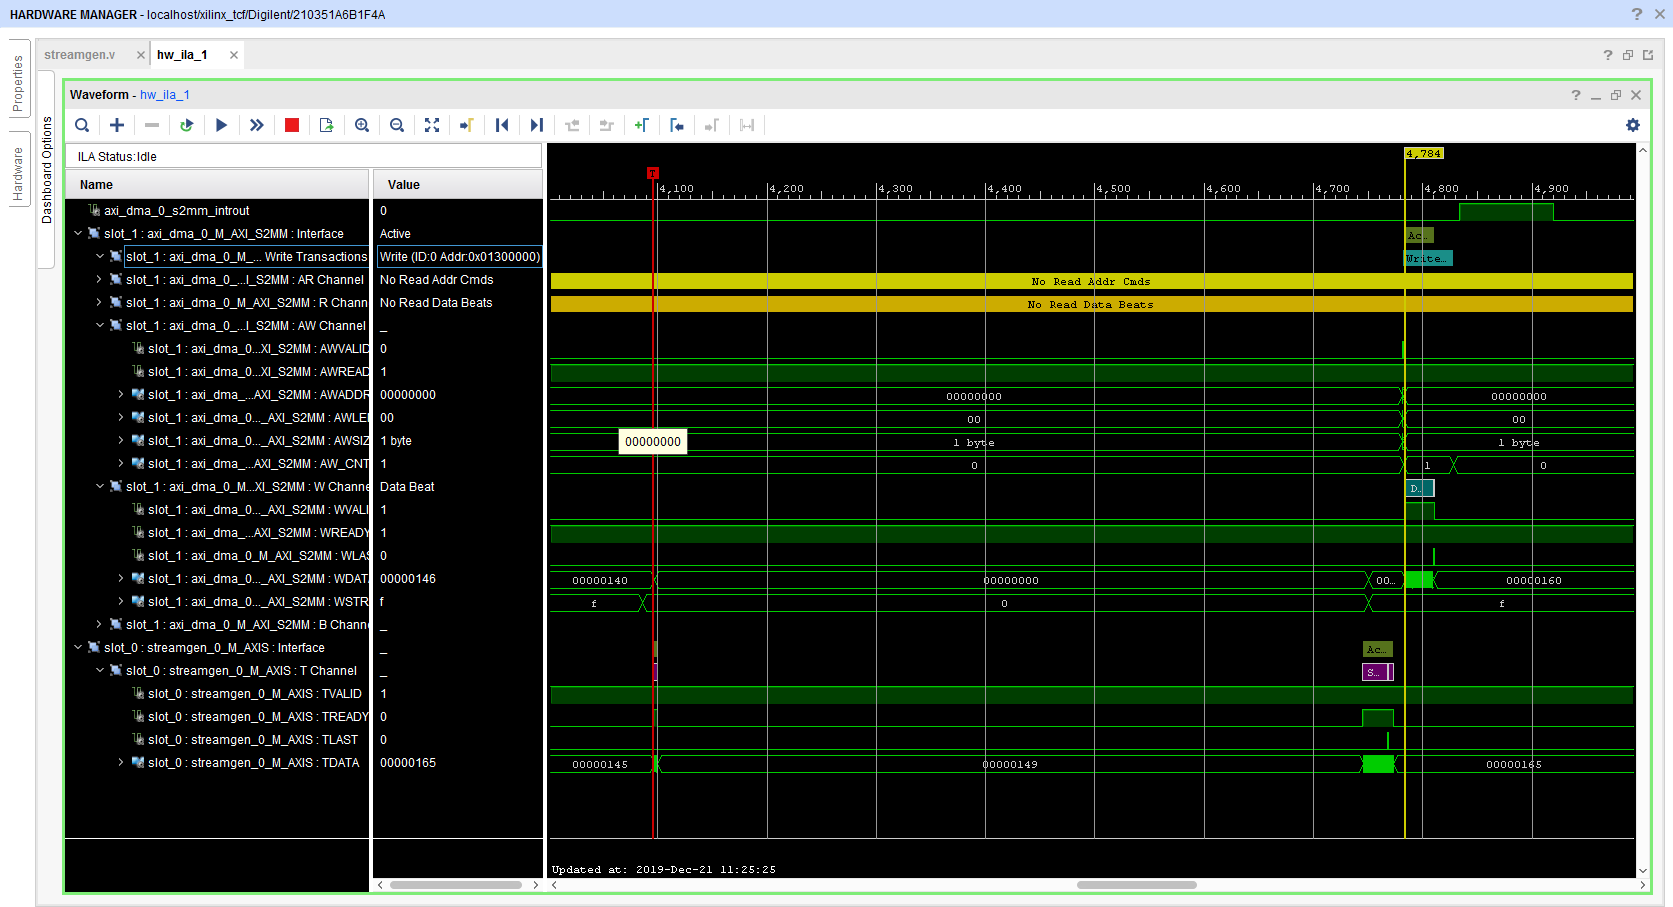 HARDWARE MANAGER - localhost/xilinx_tcf/Digilent/210351A6B1F4A
Properties
Hardware
Dashboard Options
streamgen.v
hw_ila_1
Waveform - hw_ila_1
ILA Status:Idle
Name Value
4,784
T
4,100 4,200 4,300 4,400 4,500 4,600 4,700 4,800 4,900
axi_dma_0_s2mm_introut 0
slot_1 : axi_dma_0_M_AXI_S2MM : Interface Active Ac...
slot_1 : axi_dma_0_M_... Write Transactions Write (ID:0 Addr:0x01300000) Write...
slot_1 : axi_dma_0_...I_S2MM : AR Channel No Read Addr Cmds No Read Addr Cmds
slot_1 : axi_dma_0_M_AXI_S2MM : R Chann No Read Data Beats No Read Data Beats
slot_1 : axi_dma_0_...I_S2MM : AW Channel _
slot_1 : axi_dma_0...XI_S2MM : AWVALID 0
slot_1 : axi_dma_0...XI_S2MM : AWREAD 1
slot_1 : axi_dma_...AXI_S2MM : AWADDR 00000000 00000000 00000000
slot_1 : axi_dma_0..._AXI_S2MM : AWLE 00 00 00
slot_1 : axi_dma_0..._AXI_S2MM : AWSIZ 1 byte 00000000 1 byte 1 byte
slot_1 : axi_dma_...AXI_S2MM : AW_CNT 1 0 1 0
slot_1 : axi_dma_0_M...XI_S2MM : W Channe Data Beat D..
slot_1 : axi_dma_0..._AXI_S2MM : WVALI 1
slot_1 : axi_dma_0..._AXI_S2MM : WREADY 1
slot_1 : axi_dma_0_M_AXI_S2MM : WLAS 0
slot_1 : axi_dma_0..._AXI_S2MM : WDAT 00000146 00000140 00000000 00... 00000160
slot_1 : axi_dma_0..._AXI_S2MM : WSTR f f 0 f
slot_1 : axi_dma_0_M_AXI_S2MM : B Chann _
slot_0 : streamgen_0_M_AXIS : Interface _ Ac...
slot_0 : streamgen_0_M_AXIS : T Channel _ S...
slot_0 : streamgen_0_M_AXIS : TVALID 1
slot_0 : streamgen_0_M_AXIS : TREADY 0
slot_0 : streamgen_0_M_AXIS : TLAST 0
slot_0 : streamgen_0_M_AXIS : TDATA 00000165 00000145 00000149 00000165
Updated at: 2019-Dec-21 11:25:25